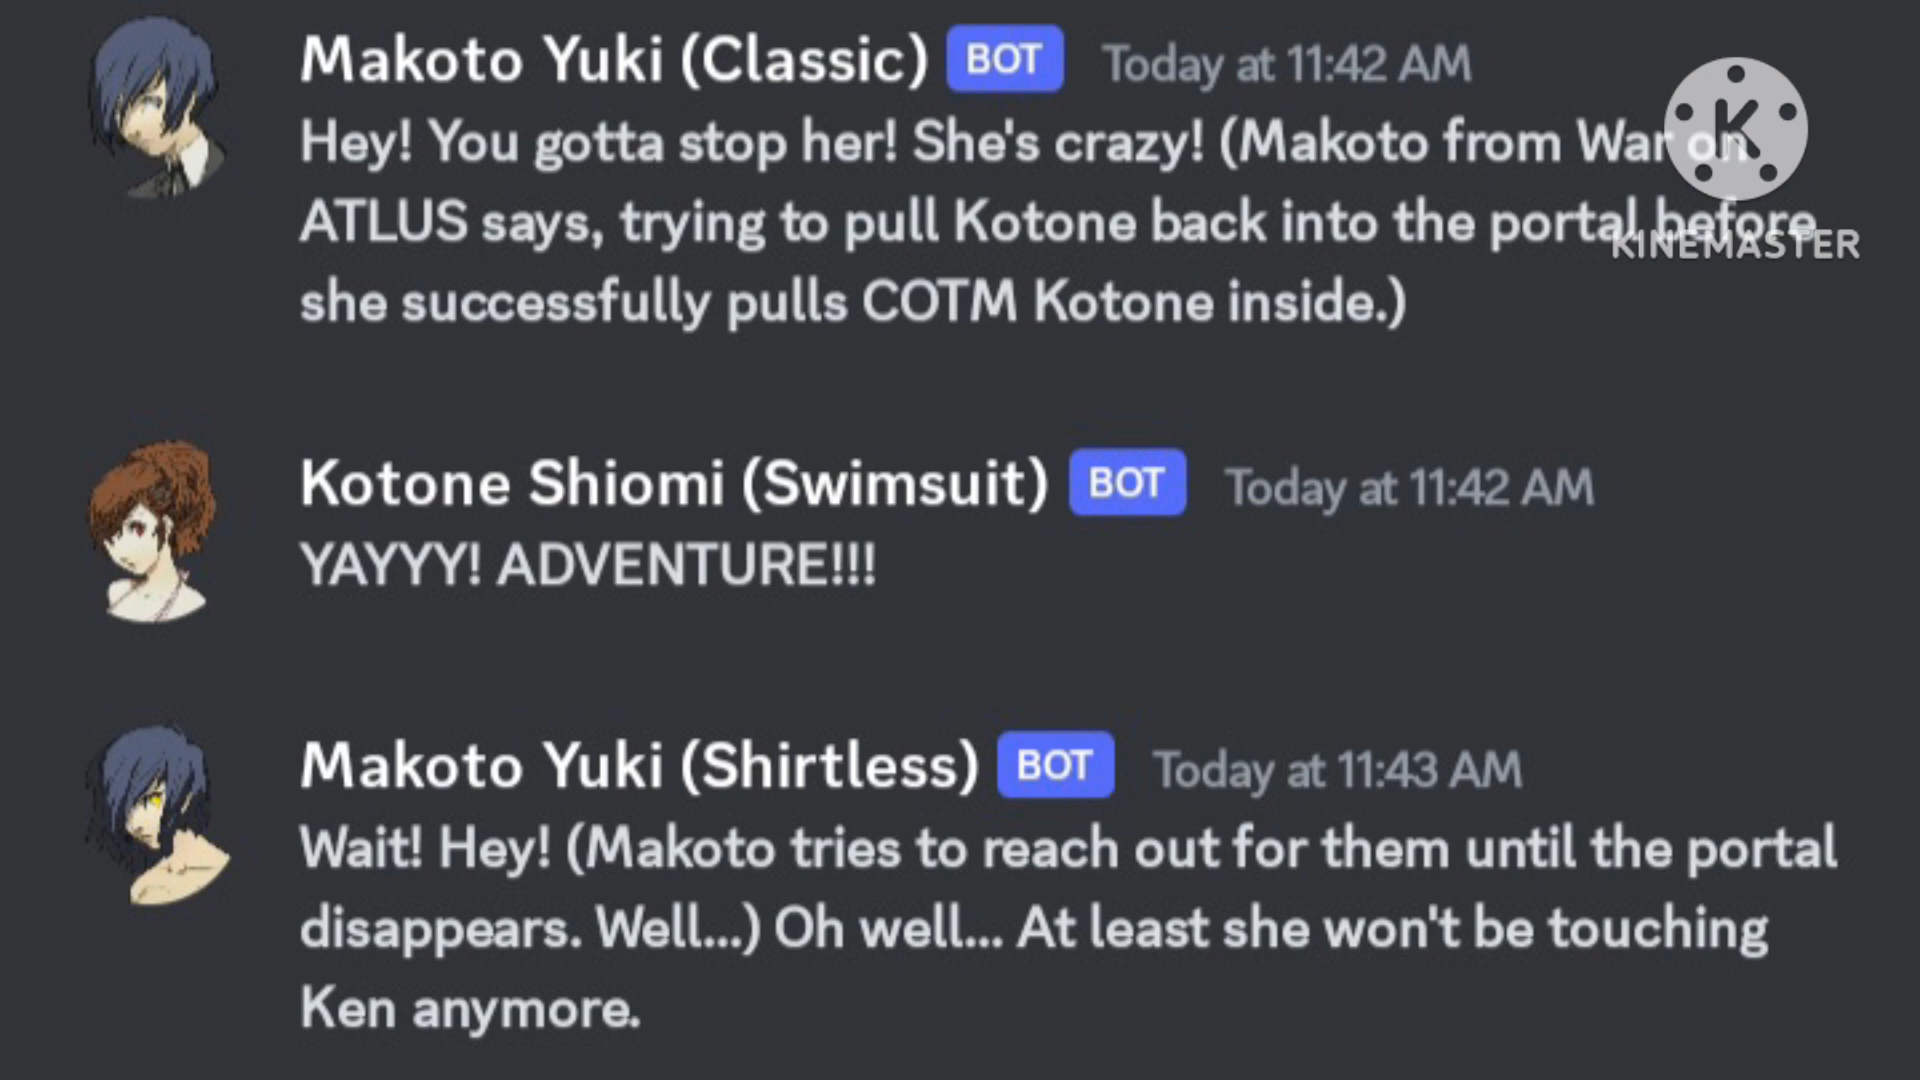 Makoto Yuki (Classic) BOT Today at 11:42 AM
Hey! You gotta stop her! She's crazy! (Makoto from War on
ATLUS says, trying to pull Kotone back into the portal before
she successfully pulls COTM Kotone inside.)
K
KINEMASTER
Kotone Shiomi (Swimsuit) BOT Today at 11:42 AM
YAYYY! ADVENTURE!!!
Makoto Yuki (Shirtless) BOT Today at 11:43 AM
Wait! Hey! (Makoto tries to reach out for them until the portal
disappears. Well...) Oh well... At least she won't be touching
Ken anymore.